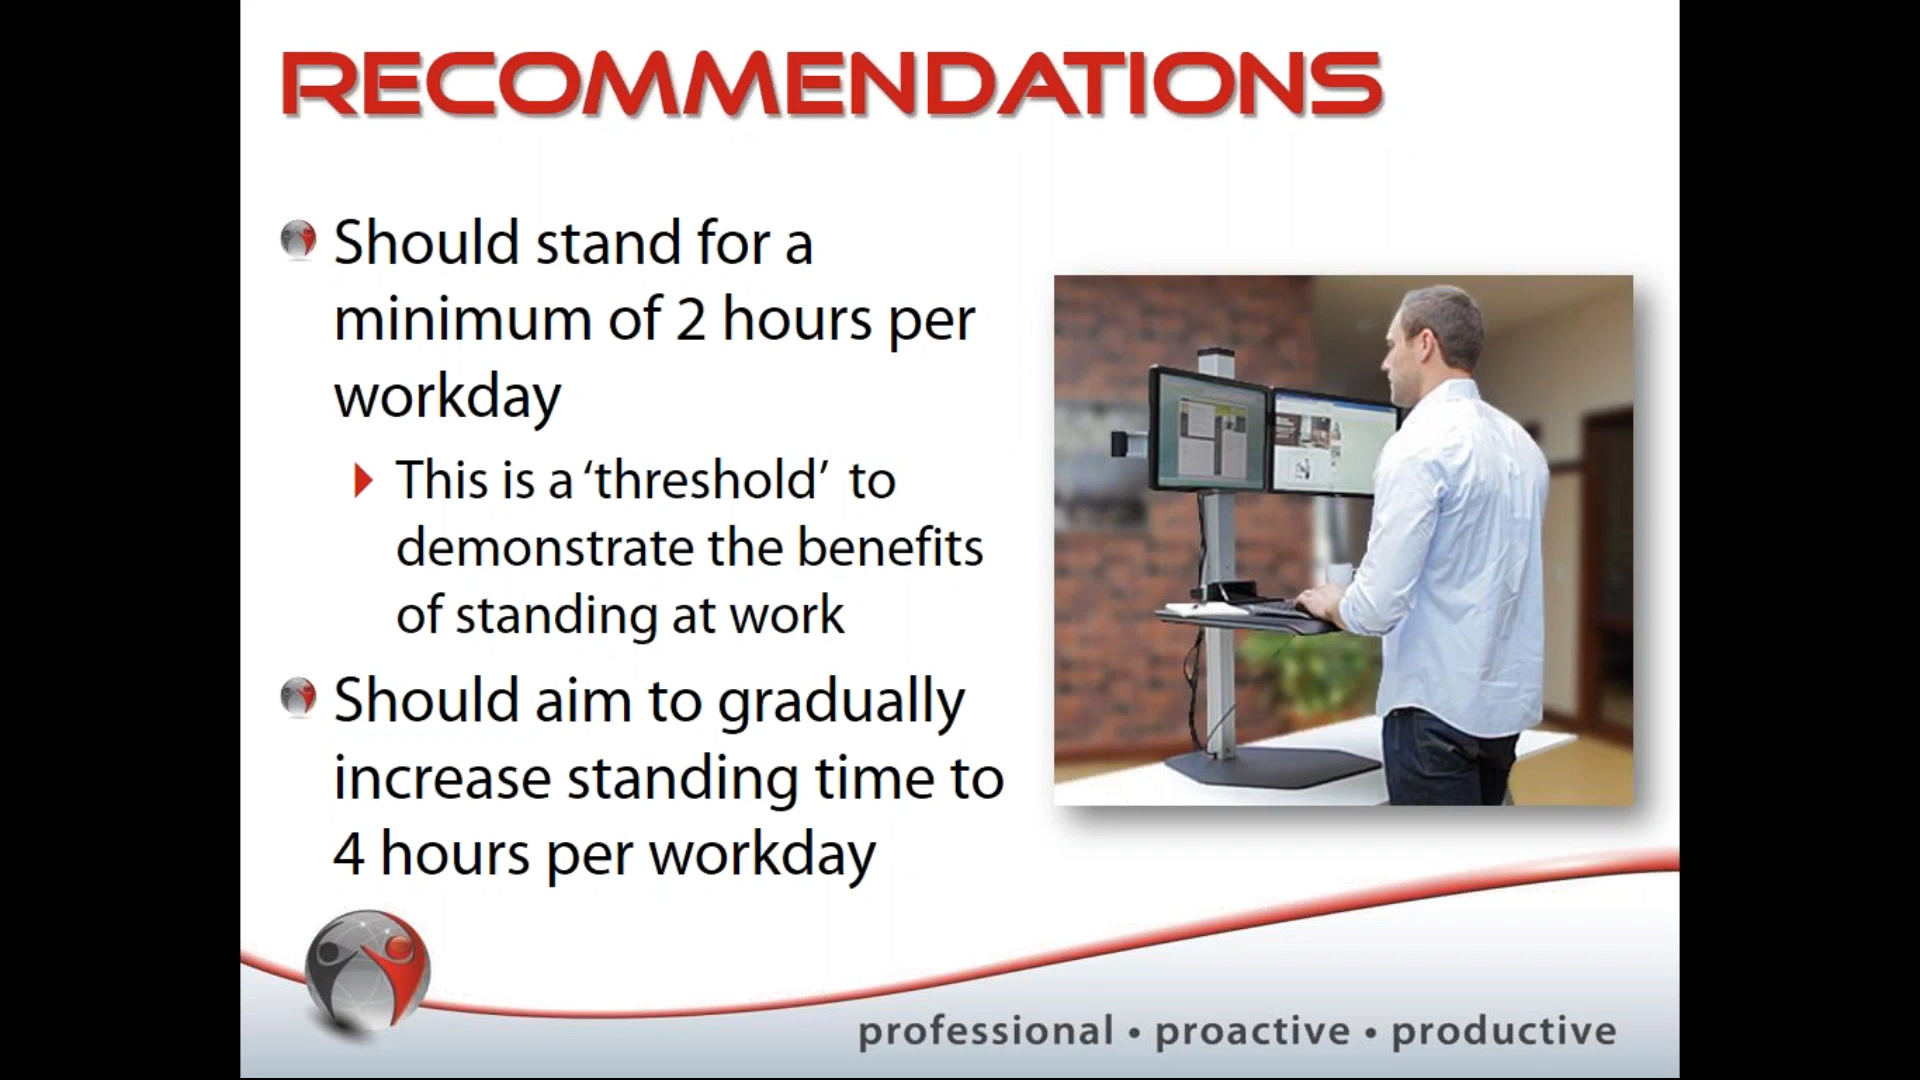 RECOMMENDATIONS
Should stand for a
minimum of 2 hours per
workday
This is a ‘threshold’ to
demonstrate the benefits
of standing at work
Should aim to gradually
increase standing time to
4 hours per workday
professional • proactive • productive